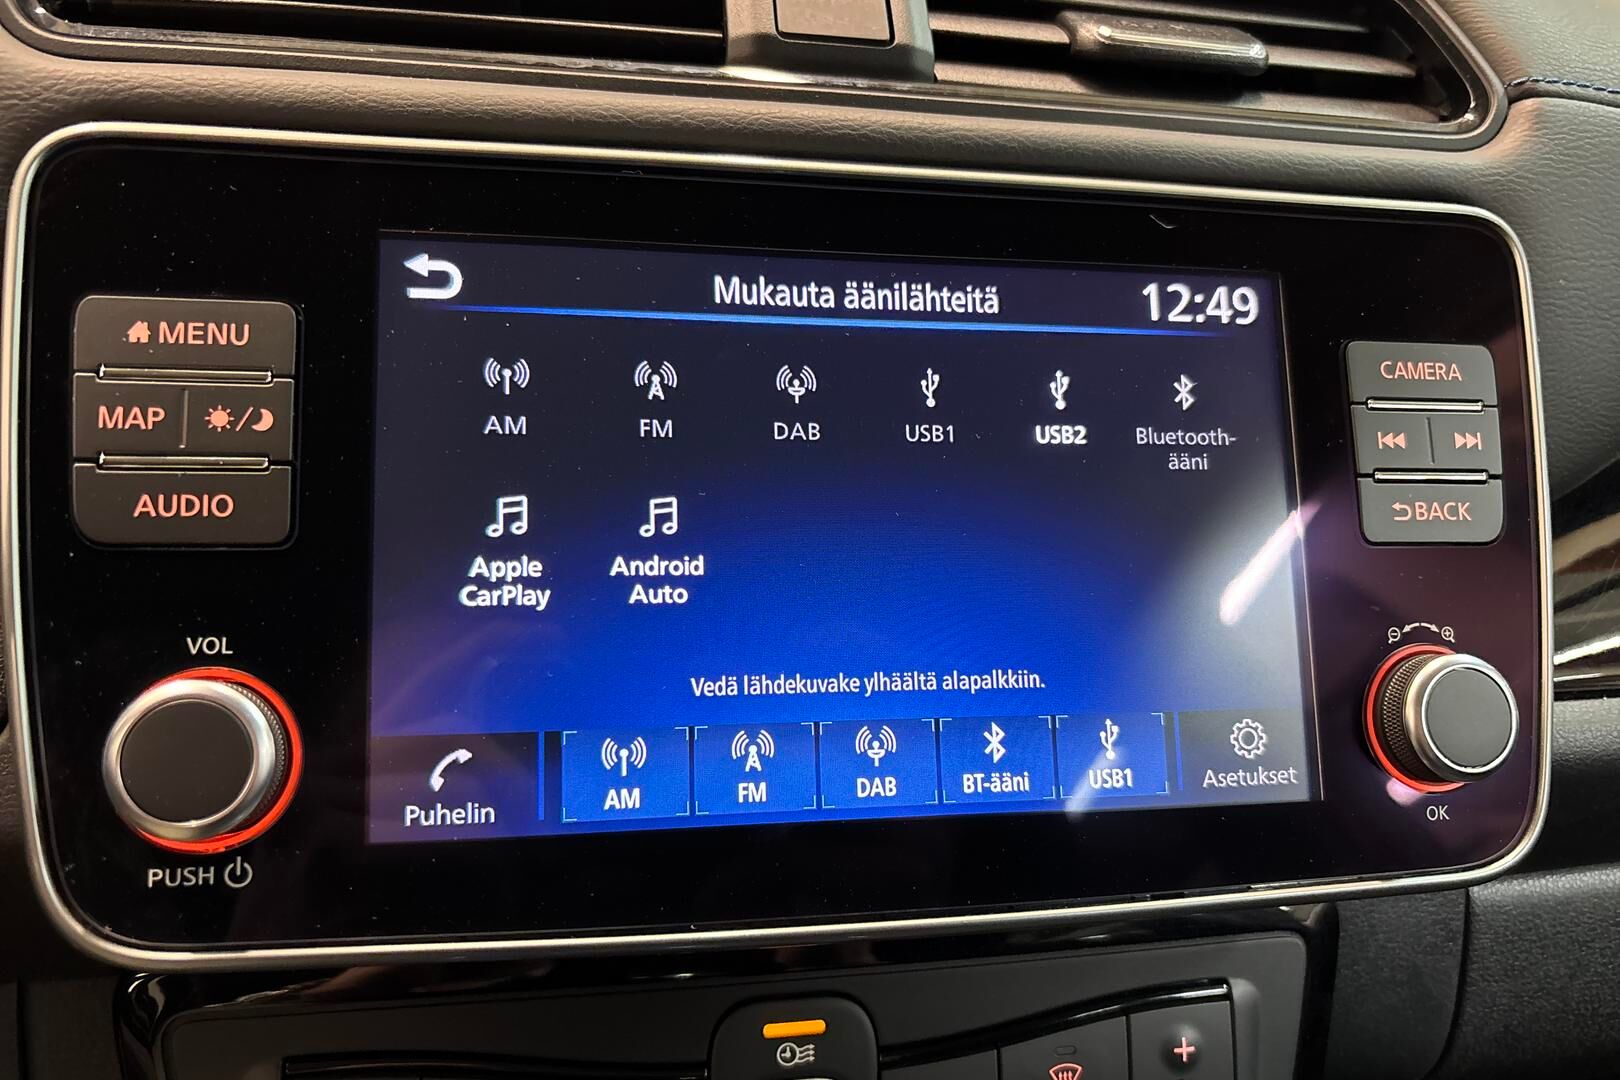 MENU
MAP
AUDIO
VOL
PUSH
Mukauta äänilähteitä
12:49
AM
FM
DAB
USB1
USB2
Bluetooth-
ääni
Apple
CarPlay
Android
Auto
Vedä lähdekuvake ylhäältä alapalkkiin.
Puhelin
AM
FM
DAB
BT-ääni
USB1
Asetukset
CAMERA
BACK
OK